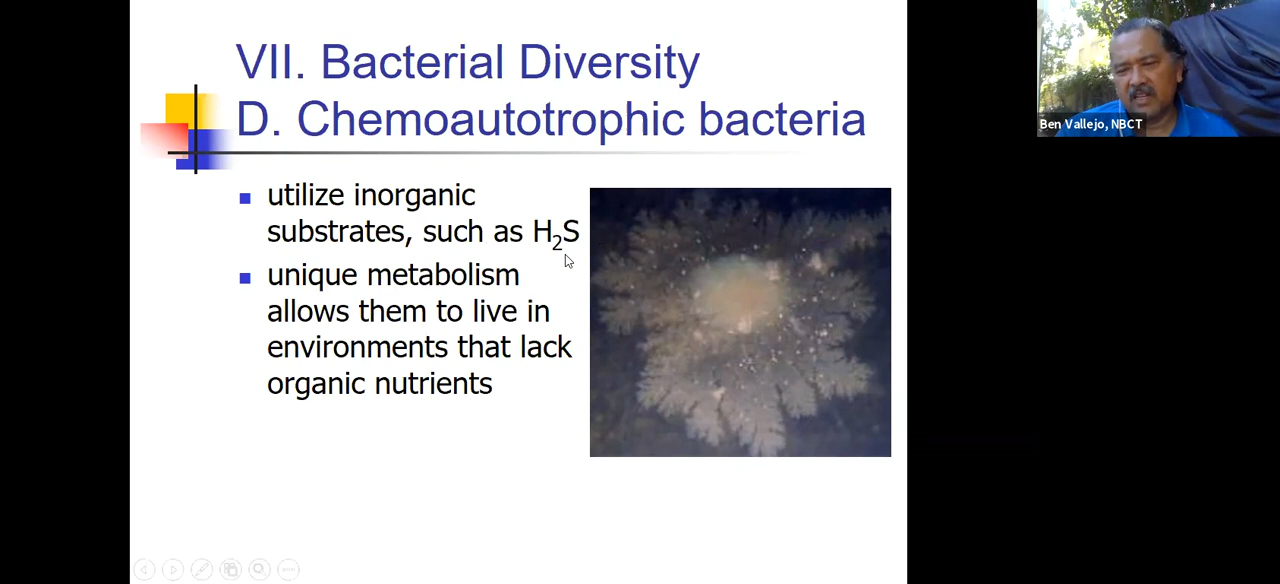 VII. Bacterial Diversity
D. Chemoautotrophic bacteria
utilize inorganic
substrates, such as H₂S
unique metabolism
allows them to live in
environments that lack
organic nutrients
Ben Vallejo, NBCT